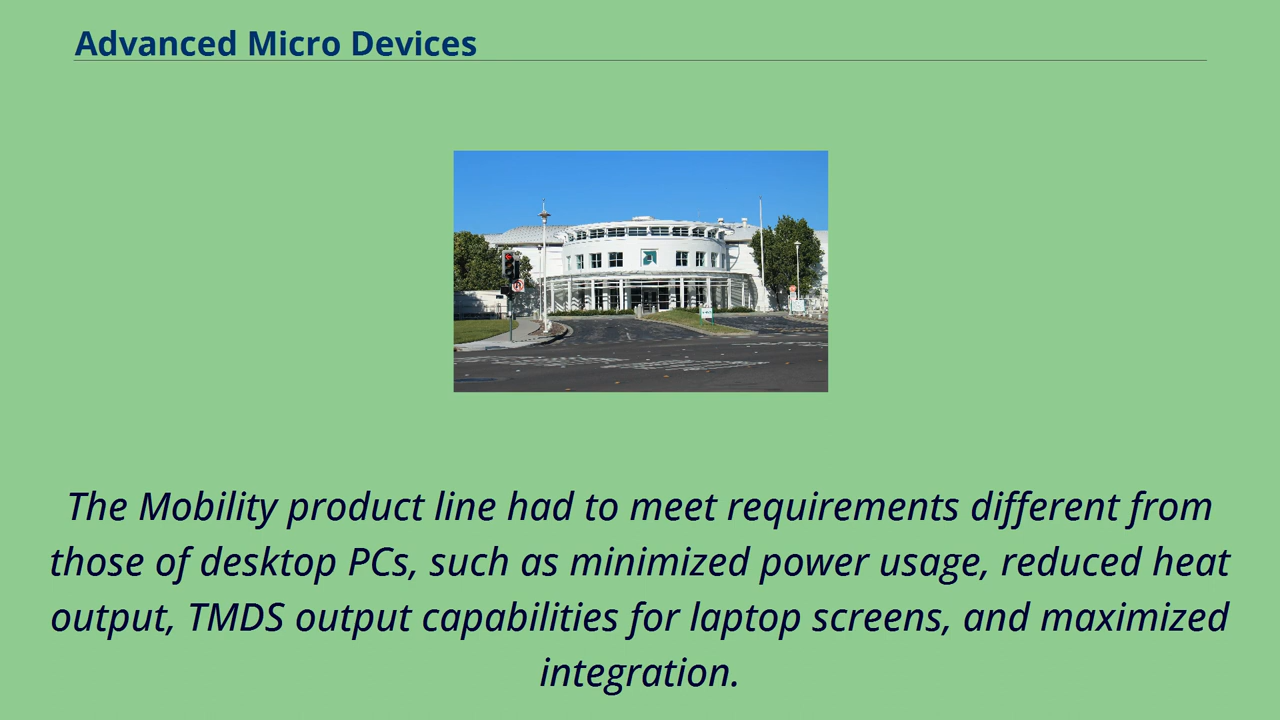 Advanced Micro Devices
The Mobility product line had to meet requirements different from
those of desktop PCs, such as minimized power usage, reduced heat
output, TMDS output capabilities for laptop screens, and maximized
integration.